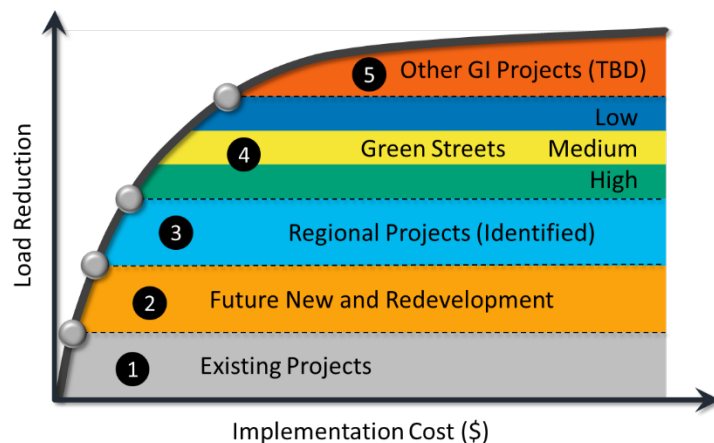 5 Other GI Projects (TBD)
Low
4 Green Streets Medium
High
3 Regional Projects (Identified)
2 Future New and Redevelopment
1 Existing Projects
Load Reduction
Implementation Cost ($)